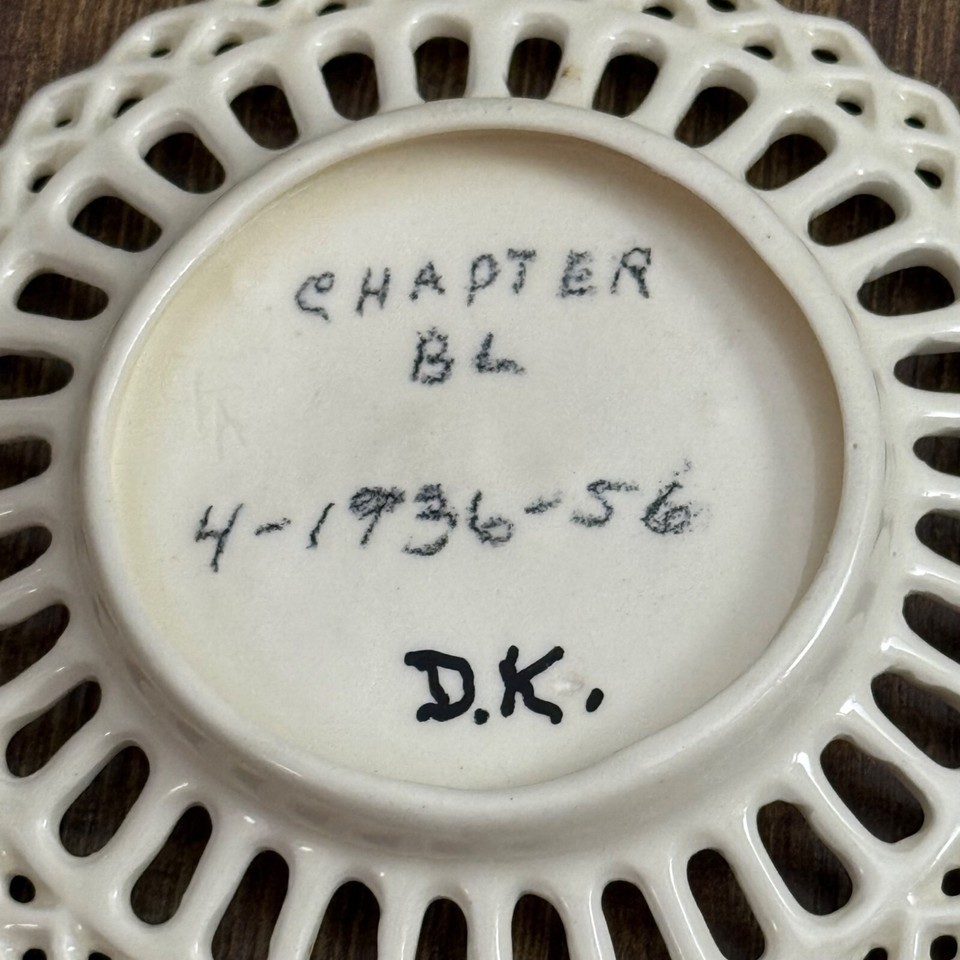 CHAPTER
BL
4-1936-56
D.K.